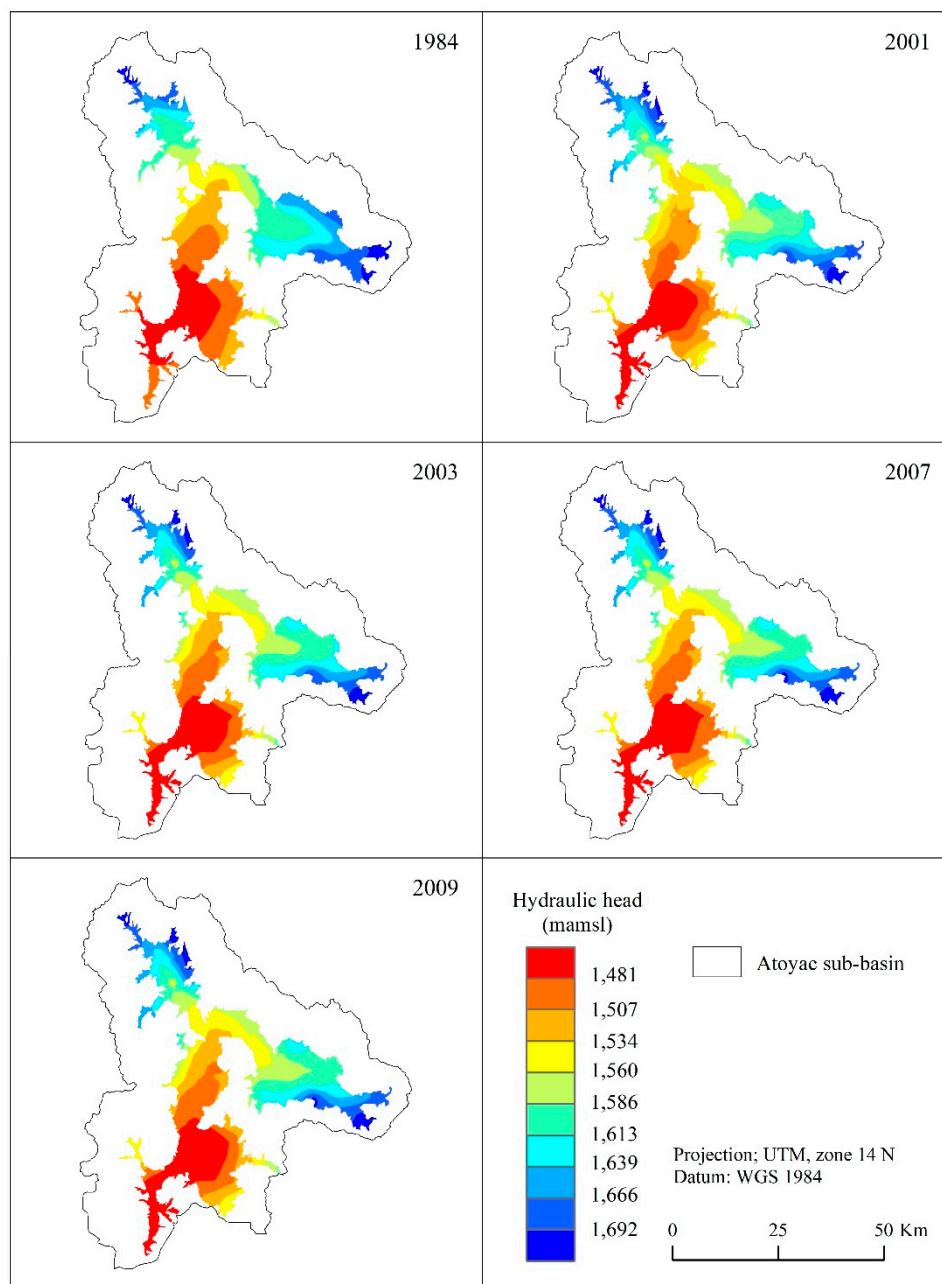 1984
2001
2003
2007
2009
Hydraulic head
(mamsl)
1,481
1,507
1,534
1,560
1,586
1,613
1,639
1,666
1,692
Atoyac sub-basin
Projection; UTM, zone 14 N
Datum: WGS 1984
0 25 50 Km